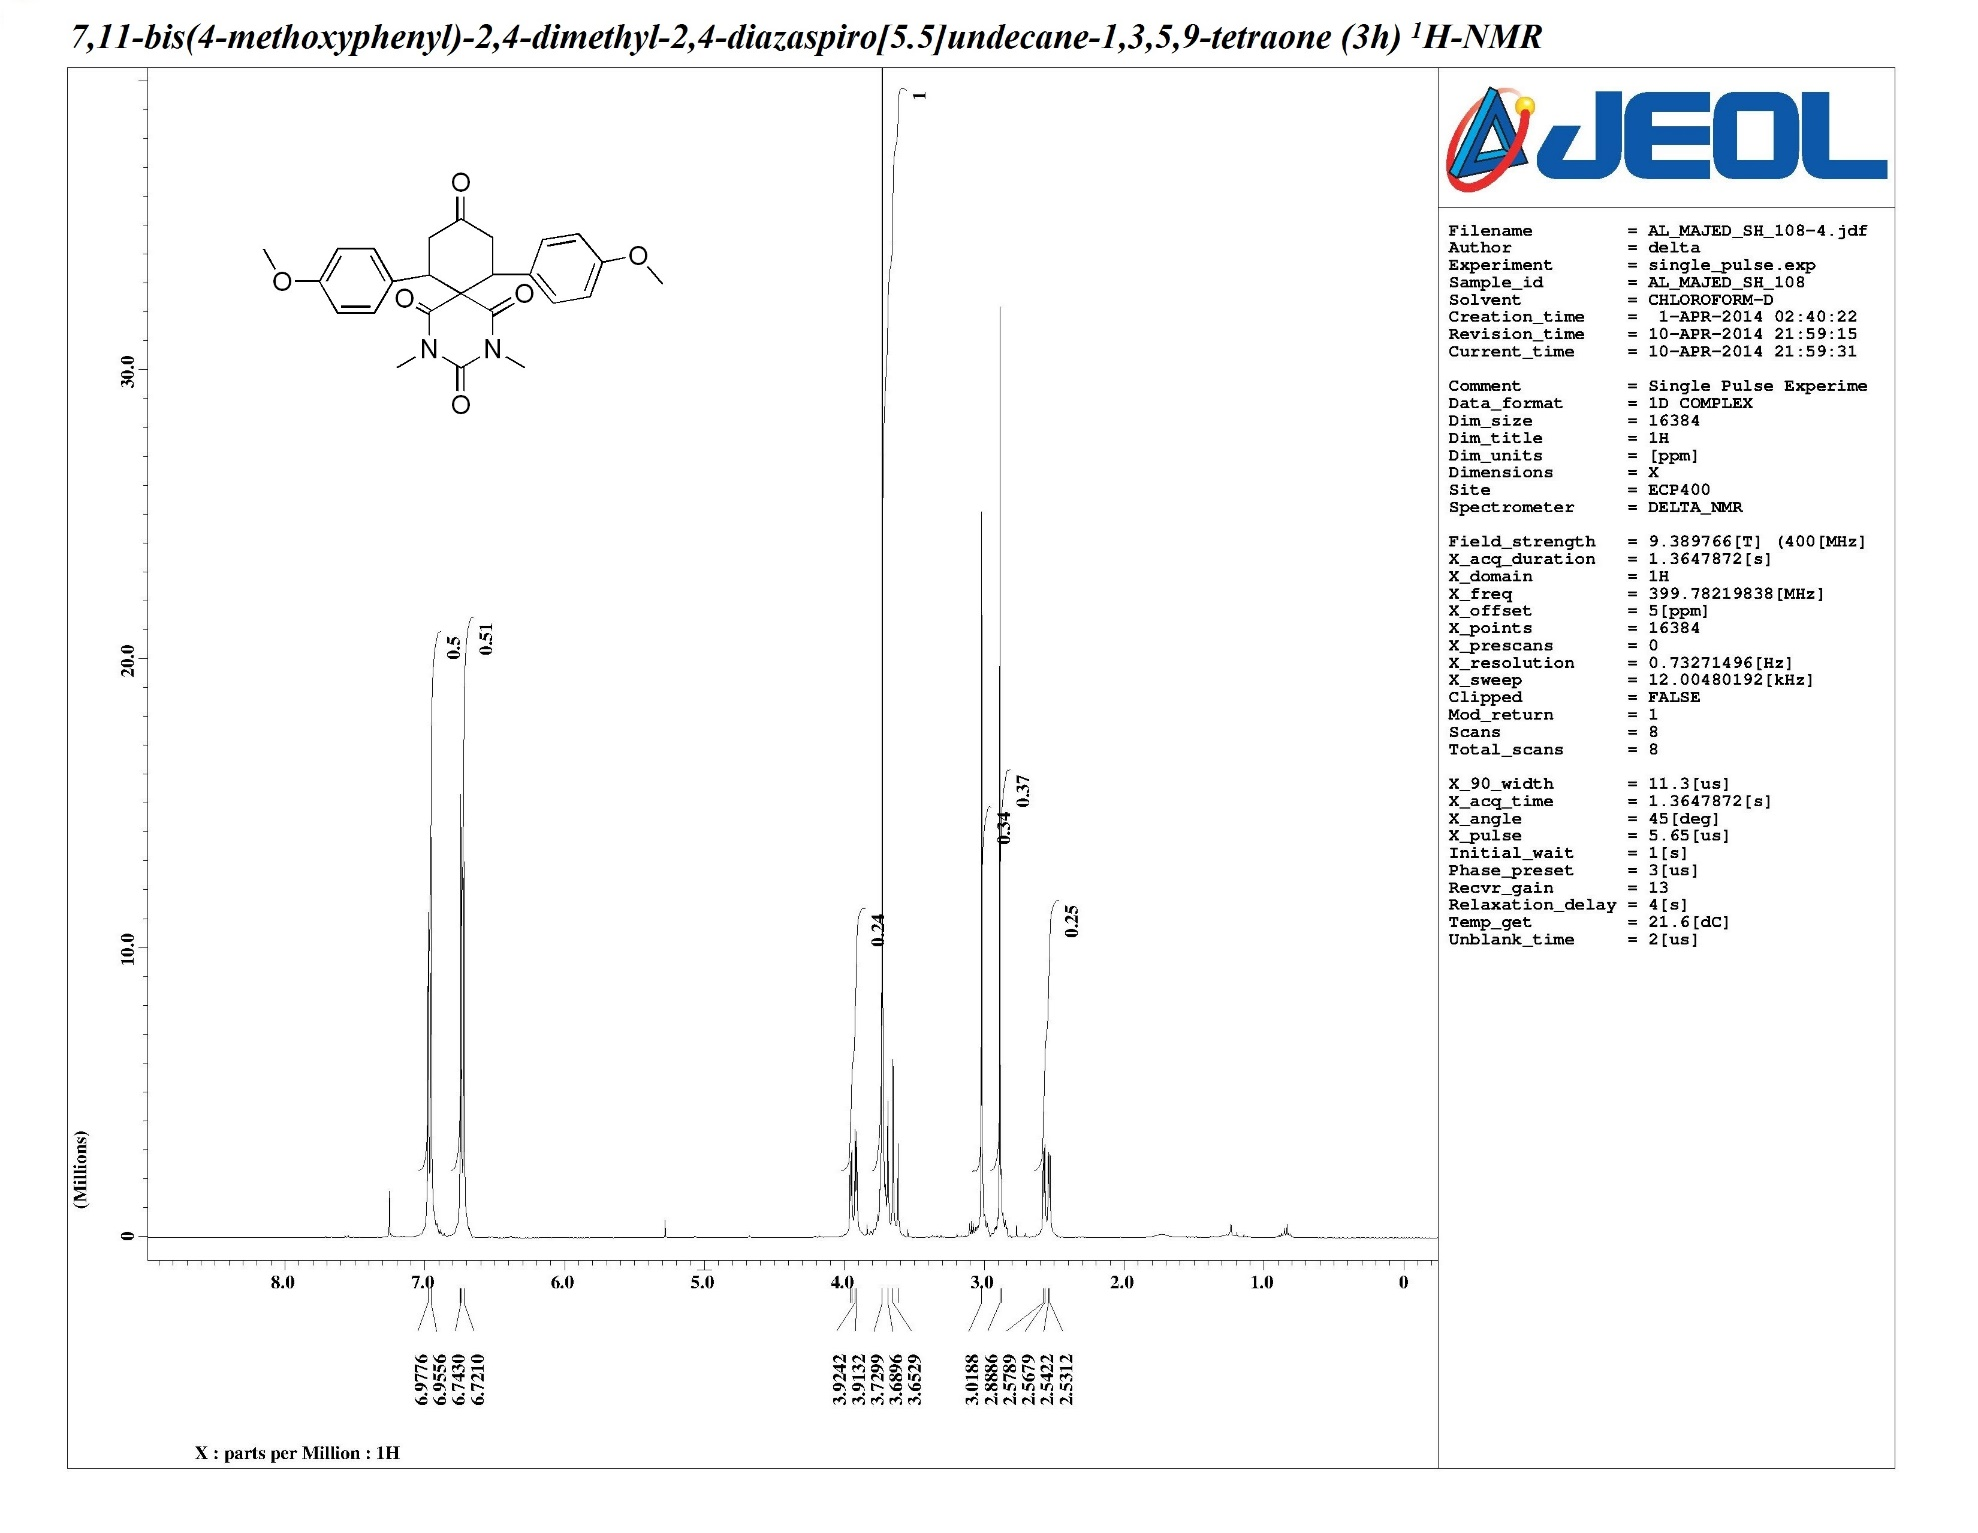 7,11-bis(4-methoxyphenyl)-2,4-dimethyl-2,4-diazaspiro[5.5]undecane-1,3,5,9-tetraone (3h) ¹H-NMR
JEOL
Filename = AL_MAJED_SH_108-4.jdf
Author = delta
Experiment = single_pulse.exp
Sample_id = AL_MAJED_SH_108
Solvent = CHLOROFORM-D
Creation_time = 1-APR-2014 02:40:22
Revision_time = 10-APR-2014 21:59:15
Current_time = 10-APR-2014 21:59:31
Comment = Single Pulse Experime
Data_format = 1D COMPLEX
Dim_size = 16384
Dim_title = 1H
Dim_units = [ppm]
Dimensions = X
Site = ECP400
Spectrometer = DELTA_NMR
Field_strength = 9.389766[T] (400[MHz]
X_acq_duration = 1.3647872[s]
X_domain = 1H
X_freq = 399.78219838[MHz]
X_offset = 5[ppm]
X_points = 16384
X_prescans = 0
X_resolution = 0.73271496[Hz]
X_sweep = 12.00480192[kHz]
Clipped = FALSE
Mod_return = 1
Scans = 8
Total_scans = 8
X_90_width = 11.3[us]
X_acq_time = 1.3647872[s]
X_angle = 45[deg]
X_pulse = 5.65[us]
Initial_wait = 1[s]
Phase_preset = 3[us]
Recvr_gain = 13
Relaxation_delay = 4[s]
Temp_get = 21.6[dC]
Unblank_time = 2[us]
O
O
O
O
O
N
N
O
30.0
20.0
10.0
0
(Millions)
0.5
0.51
0.24
1
0.34
0.37
0.25
8.0 7.0 6.0 5.0 4.0 3.0 2.0 1.0 0
6.9776
6.9556
6.7430
6.7210
3.9242
3.9132
3.7299
3.6896
3.6529
3.0188
2.8886
2.5789
2.5679
2.5422
2.5312
X : parts per Million : 1H